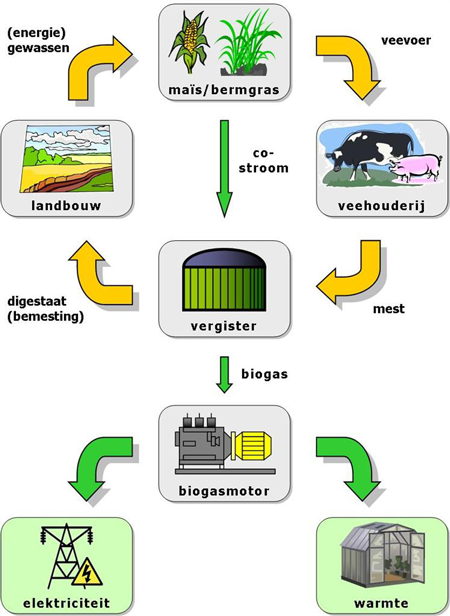 (energie)
gewassen
veevoer
maïs/bermgras
co-
stroom
landbouw
veehouderij
digestaat
(bemesting)
vergister
mest
biogas
biogasmotor
elektriciteit
warmte